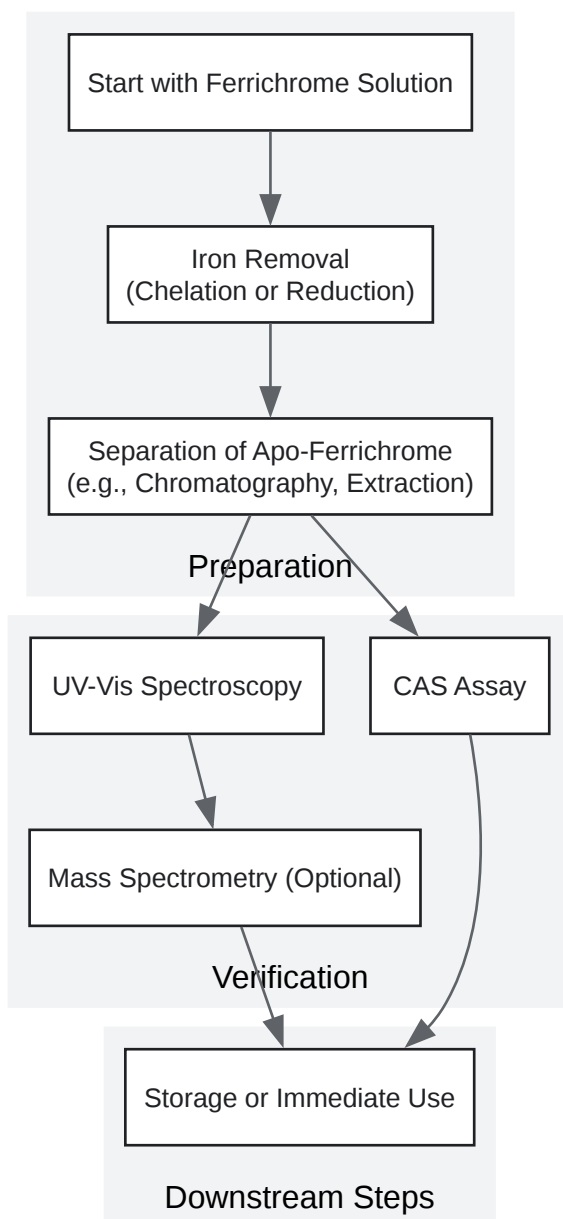 Start with Ferrichrome Solution
Iron Removal
(Chelation or Reduction)
Separation of Apo-Ferrichrome
(e.g., Chromatography, Extraction)
Preparation
UV-Vis Spectroscopy
CAS Assay
Mass Spectrometry (Optional)
Verification
Storage or Immediate Use
Downstream Steps